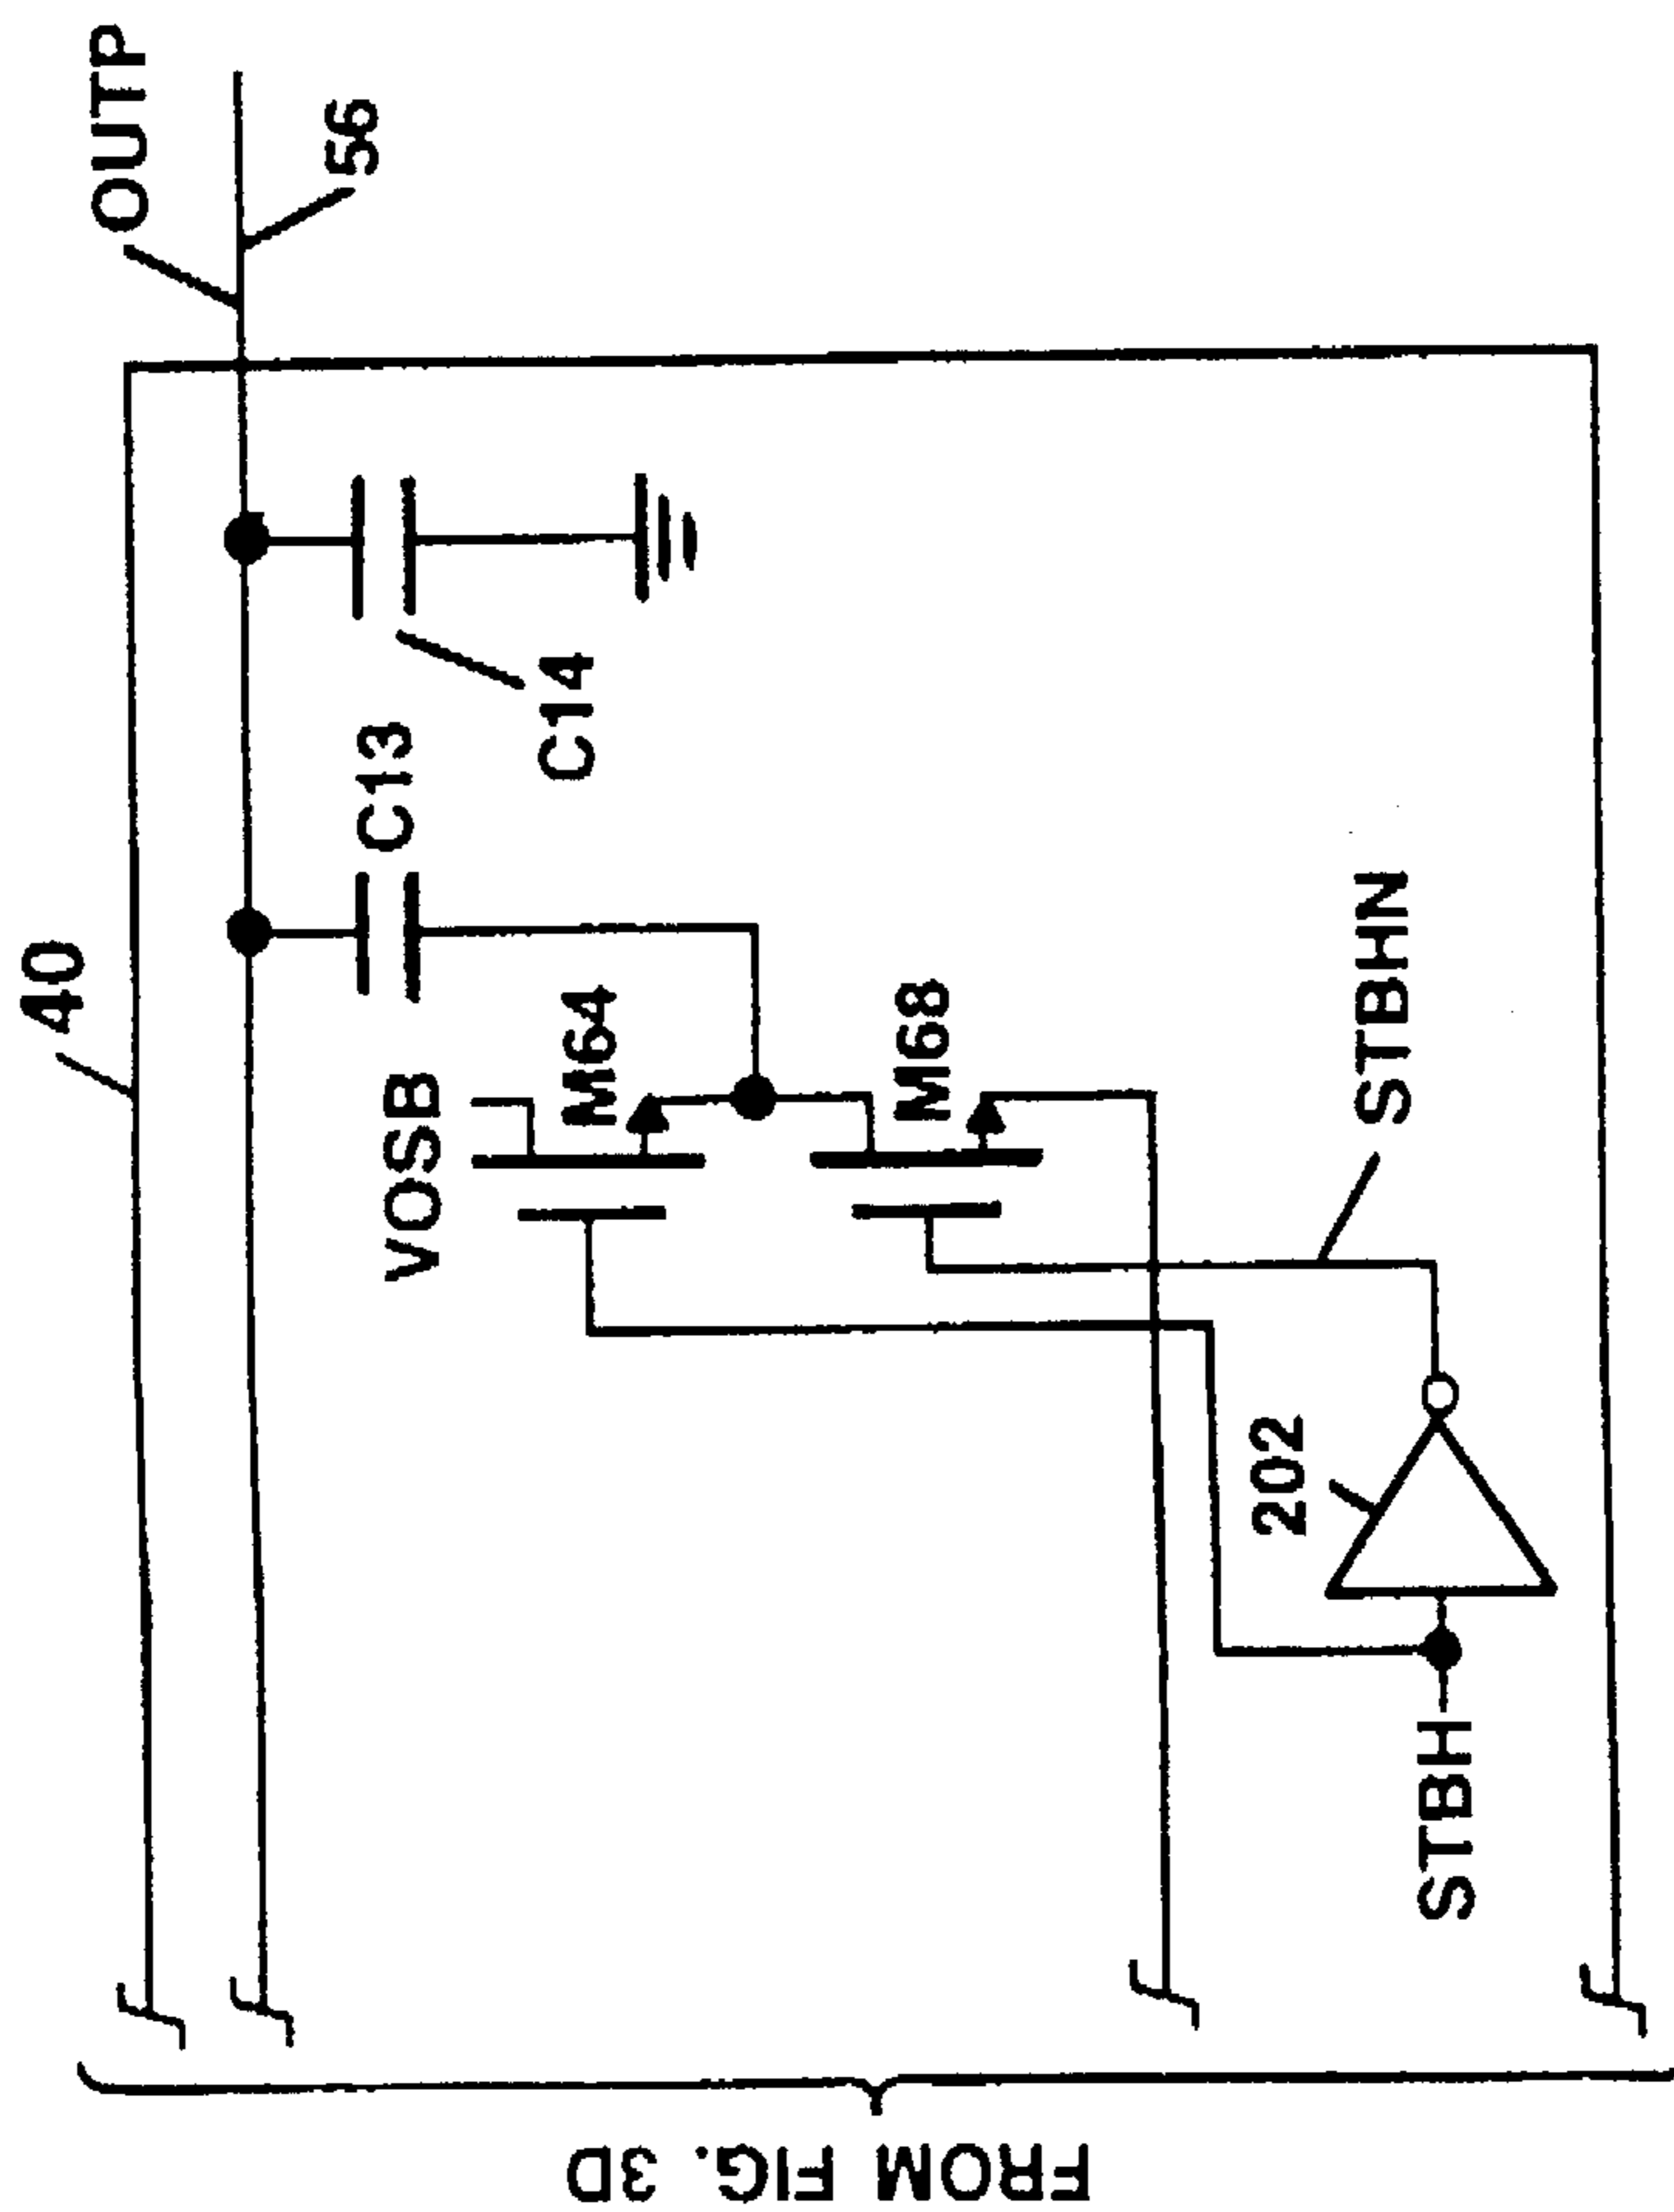 40
OUTP
56
C13
C14
VOSB
M64
M68
STBHN
202
STBH
FROM FIG. 3D